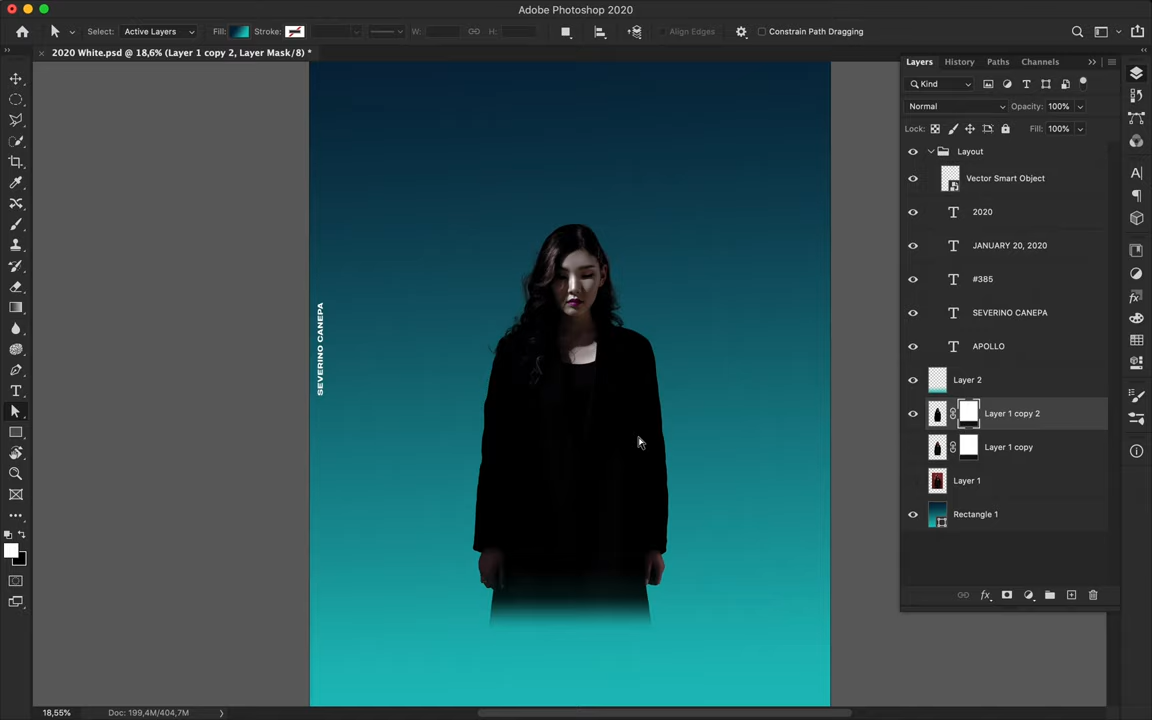 Adobe Photoshop 2020
Select: Active Layers Fill: Stroke: W: H: Align Edges Constrain Path Dragging
2020 White.psd @ 18,6% (Layer 1 copy 2, Layer Mask/8) *
Layers History Paths Channels
Kind
Normal Opacity: 100%
Lock: Fill: 100%
Layout
Vector Smart Object
2020
JANUARY 20, 2020
#385
SEVERINO CANEPA
APOLLO
Layer 2
Layer 1 copy 2
Layer 1 copy
Layer 1
Rectangle 1
SEVERINO CANEPA
18,55% Doc: 199,4M/404,7M